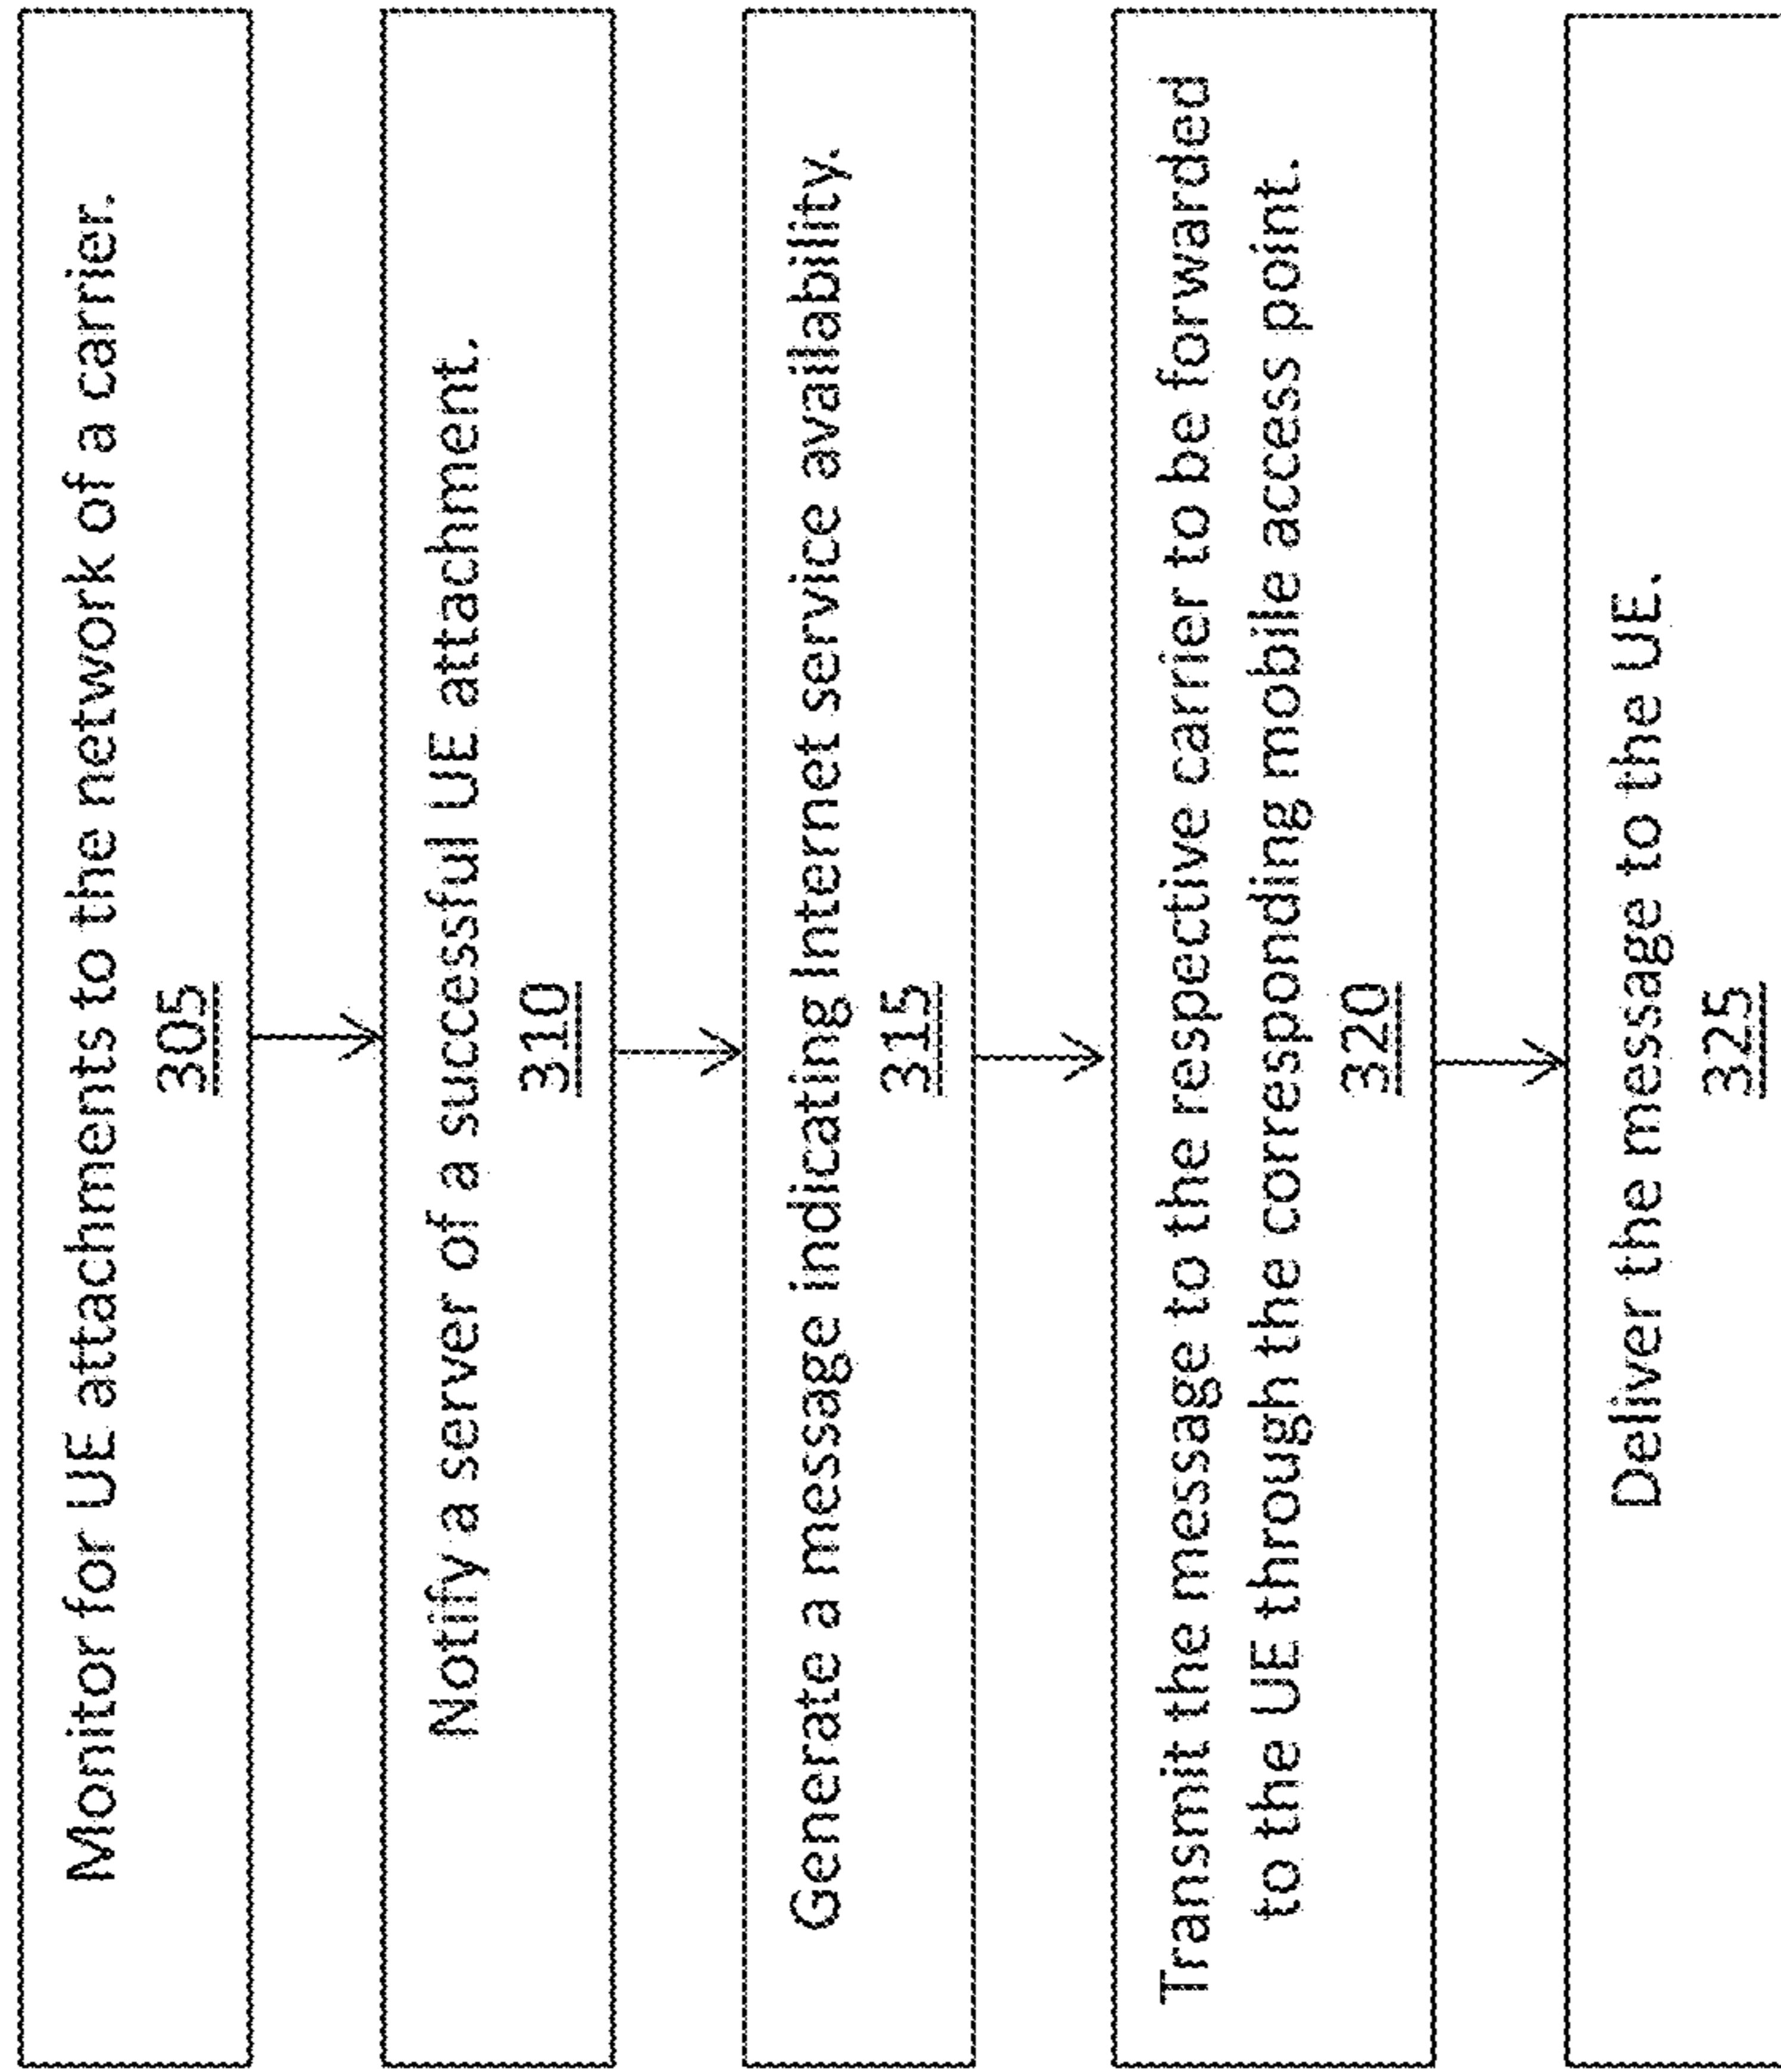 Monitor for UE attachments to the network of a carrier.
305
Notify a server of a successful UE attachment.
310
Generate a message indicating Internet service availability.
315
Transmit the message to the respective carrier to be forwarded
to the UE through the corresponding mobile access point.
320
Deliver the message to the UE.
325